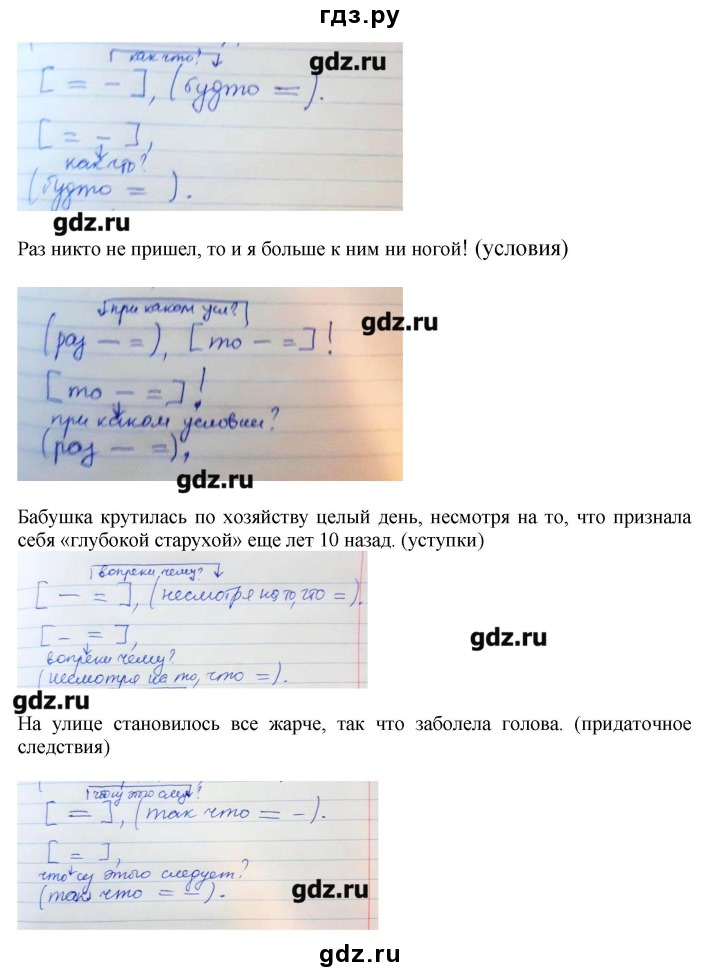 гдз.ру
как что?
gdz.ru
[ = – ], (будто = ).
[ = – ],
как что?
(будто = ).
gdz.ru
Раз никто не пришел, то и я больше к ним ни ногой! (условия)
при каком усл?
gdz.ru
(раз – = ), [ то – = ] !
[ то – = ] !
при каком условии?
(раз – = ),
gdz.ru
Бабушка крутилась по хозяйству целый день, несмотря на то, что признала
себя «глубокой старухой» еще лет 10 назад. (уступки)
вопреки чему?
[ – = ], (несмотря на то, что = ).
[ – = ],
gdz.ru
вопреки чему?
(несмотря на то, что = ).
gdz.ru
На улице становилось все жарче, так что заболела голова. (придаточное
следствия)
что из этого след?
[ = ], (так что = – ).
[ = ],
что из этого следует?
(так что = – ).
gdz.ru
gdz.ru